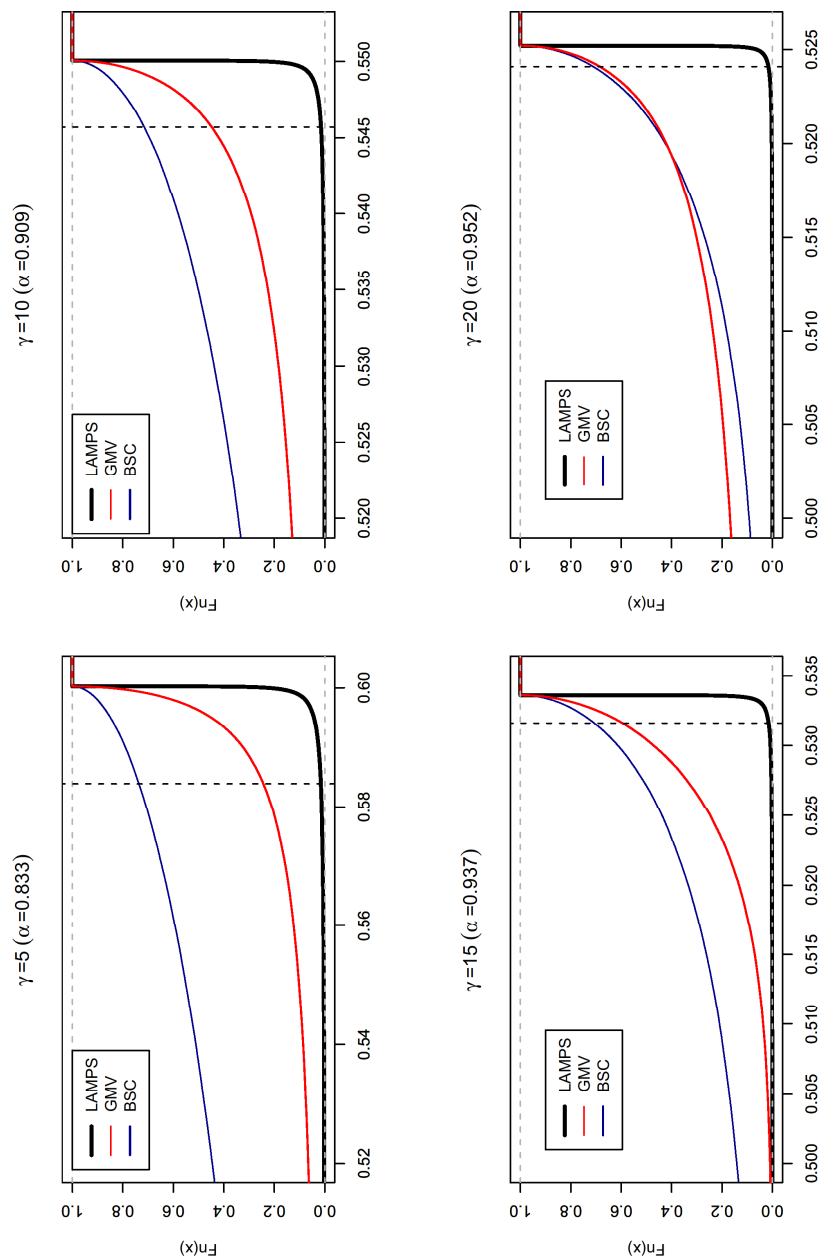 γ=5 (α=0.833)
Fn(x)
1.0
0.8
0.6
0.4
0.2
0.0
LAMPS
GMV
BSC
0.52
0.54
0.56
0.58
0.60
γ=10 (α=0.909)
Fn(x)
1.0
0.8
0.6
0.4
0.2
0.0
LAMPS
GMV
BSC
0.520
0.525
0.530
0.535
0.540
0.545
0.550
γ=15 (α=0.937)
Fn(x)
1.0
0.8
0.6
0.4
0.2
0.0
LAMPS
GMV
BSC
0.500
0.505
0.510
0.515
0.520
0.525
0.530
0.535
γ=20 (α=0.952)
Fn(x)
1.0
0.8
0.6
0.4
0.2
0.0
LAMPS
GMV
BSC
0.500
0.505
0.510
0.515
0.520
0.525